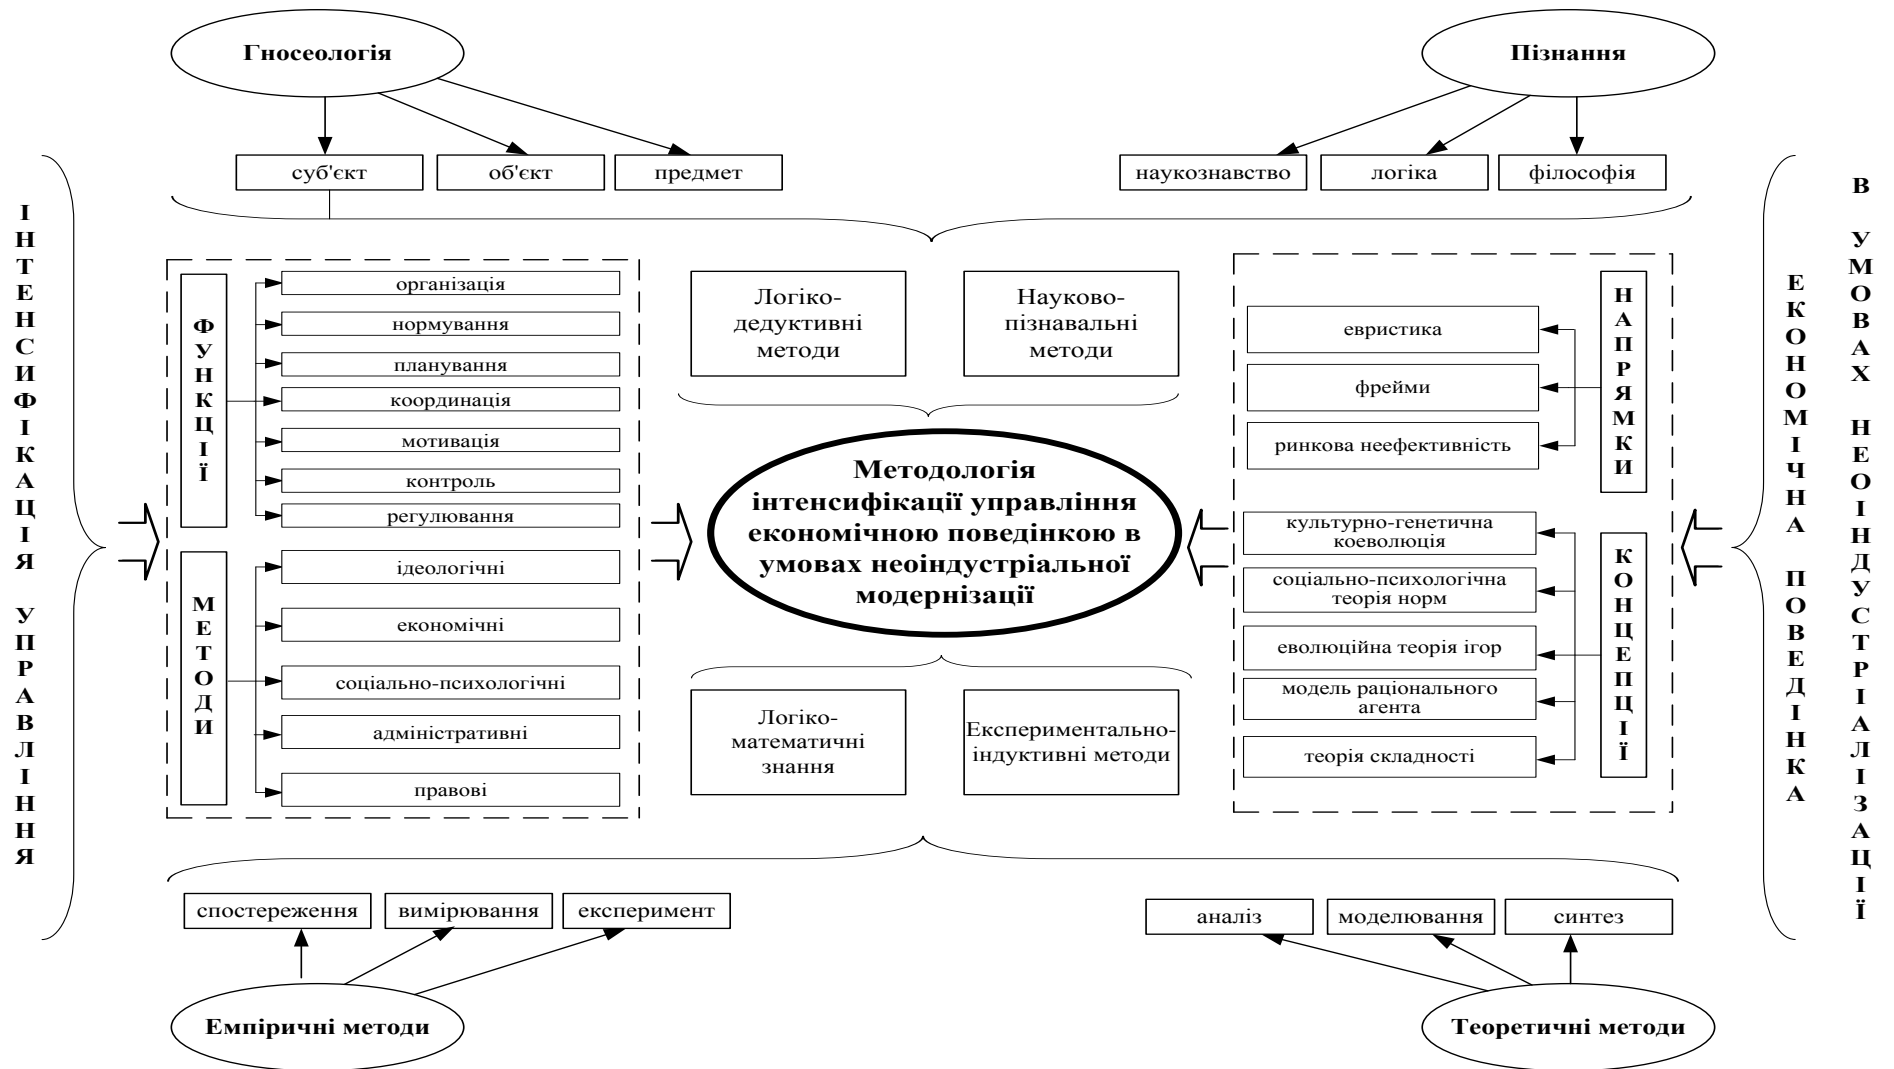 Гносеологія
Пізнання
суб'єкт
об'єкт
предмет
наукознавство
логіка
філософія
ІНТЕНСИФІКАЦІЯ УПРАВЛІННЯ
ФУНКЦІЇ
організація
нормування
планування
координація
мотивація
контроль
регулювання
МЕТОДИ
ідеологічні
економічні
соціально-психологічні
адміністративні
правові
Логіко-
дедуктивні
методи
Науково-
пізнавальні
методи
Методологія
інтенсифікації управління
економічною поведінкою в
умовах неоіндустріальної
модернізації
Логіко-
математичні
знання
Експериментально-
індуктивні методи
евристика
фрейми
ринкова неефективність
НАПРЯМКИ
культурно-генетична
коеволюція
соціально-психологічна
теорія норм
еволюційна теорія ігор
модель раціонального
агента
теорія складності
КОНЦЕПЦІЇ
ЕКОНОМІЧНА ПОВЕДІНКА
В УМОВАХ НЕОІНДУСТРІАЛІЗАЦІЇ
спостереження
вимірювання
експеримент
аналіз
моделювання
синтез
Емпіричні методи
Теоретичні методи